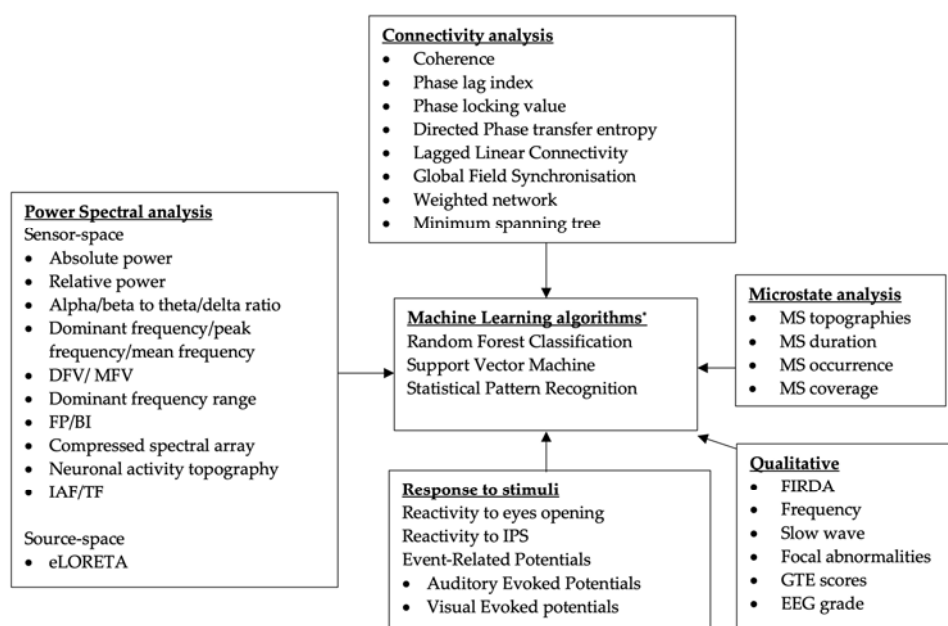 Connectivity analysis
• Coherence
• Phase lag index
• Phase locking value
• Directed Phase transfer entropy
• Lagged Linear Connectivity
• Global Field Synchronisation
• Weighted network
• Minimum spanning tree
Power Spectral analysis
Sensor-space
• Absolute power
• Relative power
• Alpha/beta to theta/delta ratio
• Dominant frequency/peak
frequency/mean frequency
• DFV/ MFV
• Dominant frequency range
• FP/BI
• Compressed spectral array
• Neuronal activity topography
• IAF/TF
Source-space
• eLORETA
Machine Learning algorithms*
Random Forest Classification
Support Vector Machine
Statistical Pattern Recognition
Microstate analysis
• MS topographies
• MS duration
• MS occurrence
• MS coverage
Response to stimuli
Reactivity to eyes opening
Reactivity to IPS
Event-Related Potentials
• Auditory Evoked Potentials
• Visual Evoked potentials
Qualitative
• FIRDA
• Frequency
• Slow wave
• Focal abnormalities
• GTE scores
• EEG grade